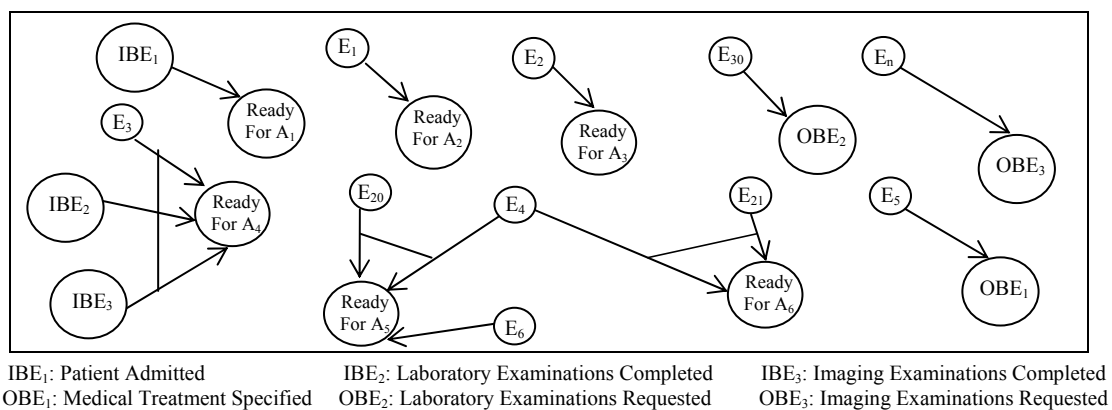 IBE₁
E₁
E₂
E₃₀
Eₙ
Ready
For A₁
E₃
Ready
For A₂
Ready
For A₃
OBE₂
OBE₃
IBE₂
Ready
For A₄
E₂₀
E₄
E₂₁
E₅
IBE₃
Ready
For A₅
E₆
Ready
For A₆
OBE₁
IBE₁: Patient Admitted IBE₂: Laboratory Examinations Completed IBE₃: Imaging Examinations Completed
OBE₁: Medical Treatment Specified OBE₂: Laboratory Examinations Requested OBE₃: Imaging Examinations Requested